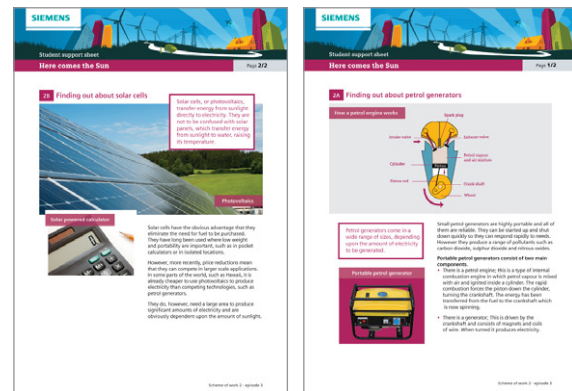 SIEMENS
Student support sheet
Here comes the Sun
Page 2/2
2B Finding out about solar cells
Solar cells, or photovoltaics,
transfer energy from sunlight
directly to electricity. They are
not to be confused with solar
panels, which transfer energy
from sunlight to water, raising
its temperature
Photovoltaics
Solar powered calculator
Solar cells have the obvious advantage that they
eliminate the need for fuel to be purchased.
They have long been used where low weight
and portability are important, such as in pocket
calculators or in isolated locations.
However, more recently, price reductions mean
that they can compete in larger scale applications.
In some parts of the world, such as Hawaii, it is
already cheaper to use photovoltaics to produce
electricity than competing technologies, such as
petrol generators.
They do, however, need a large area to produce
significant amounts of electricity and are
obviously dependent upon the amount of sunlight.
Scheme of work 2 - episode 3
SIEMENS
Student support sheet
Here comes the Sun
Page 1/2
2A Finding out about petrol generators
How a petrol engine works
Spark plug
Intake valve
Exhaust valve
Cylinder
Petrol vapour
and air mixture
Piston
Crank shaft
Small petrol generators are highly portable and all of
them are reliable. They can be started up and shut
down quickly so they can respond rapidly to needs.
However they produce a range of pollutants such as
carbon dioxide, sulphur dioxide and nitrous oxides.
Petrol generators come in a
wide range of sizes, depending
upon the amount of electricity
to be generated.
Portable petrol generator
Portable petrol generators consist of two main
components.
• There is a petrol engine; this is a type of internal
combustion engine in which petrol vapour is mixed
with air and ignited inside a cylinder. The rapid
combustion forces the piston down the cylinder,
turning the crankshaft. The energy has been
transferred from the fuel to the crankshaft which
is now spinning.
• There is a generator; This is driven by the
crankshaft and consists of magnets and coils
of wire. When turned it produces electricity.
Scheme of work 2 - episode 3